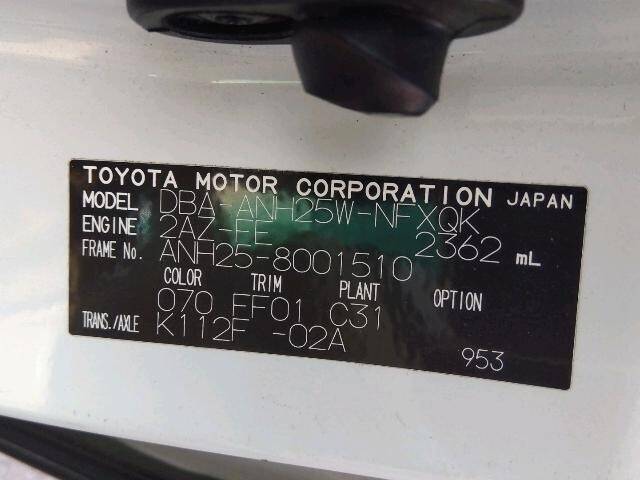 TOYOTA MOTOR CORPORATION JAPAN
MODEL DBA-ANH25W-NFXQK
ENGINE 2AZ-FE 2362 mL
FRAME No. ANH25-8001510
COLOR TRIM PLANT OPTION
070 EF01 C31
TRANS./AXLE K112F -02A
953